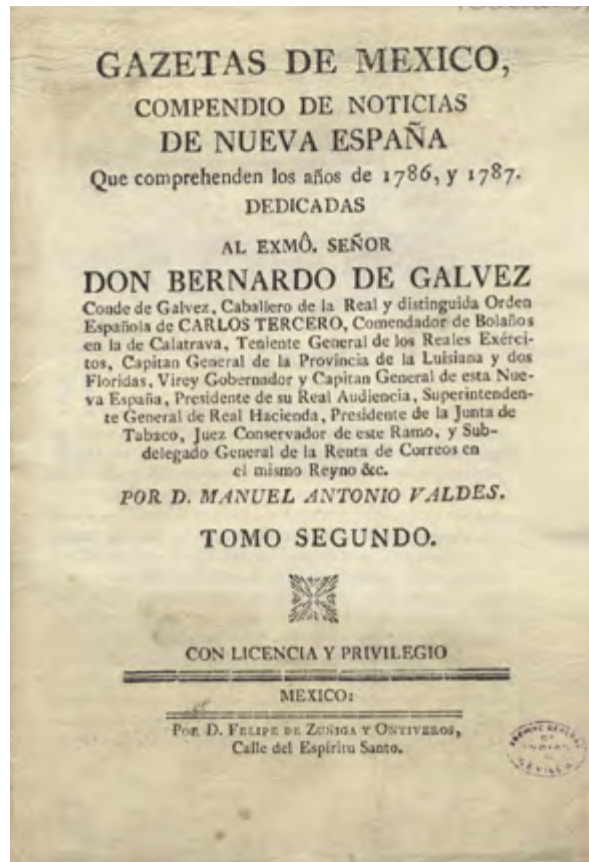 GAZETAS DE MEXICO,
COMPENDIO DE NOTICIAS
DE NUEVA ESPAÑA
Que comprehenden los años de 1786, y 1787.
DEDICADAS
AL EXMÔ. SEÑOR
DON BERNARDO DE GALVEZ
Conde de Galvez, Caballero de la Real y distinguida Orden
Española de CARLOS TERCERO, Comendador de Bolaños
en la de Calatrava, Teniente General de los Reales Exérci-
tos, Capitan General de la Provincia de la Luisiana y dos
Floridas, Virey Gobernador y Capitan General de esta Nue-
va España, Presidente de su Real Audiencia, Superintenden-
te General de Real Hacienda, Presidente de la Junta de
Tabaco, Juez Conservador de este Ramo, y Sub-
delegado General de la Renta de Correos en
el mismo Reyno &c.
POR D. MANUEL ANTONIO VALDES.
TOMO SEGUNDO.
CON LICENCIA Y PRIVILEGIO
MEXICO:
POR D. FELIPE DE ZUÑIGA Y ONTIVEROS,
Calle del Espíritu Santo.
ARCHIVO GENERAL
DE
INDIAS
SEVILLA